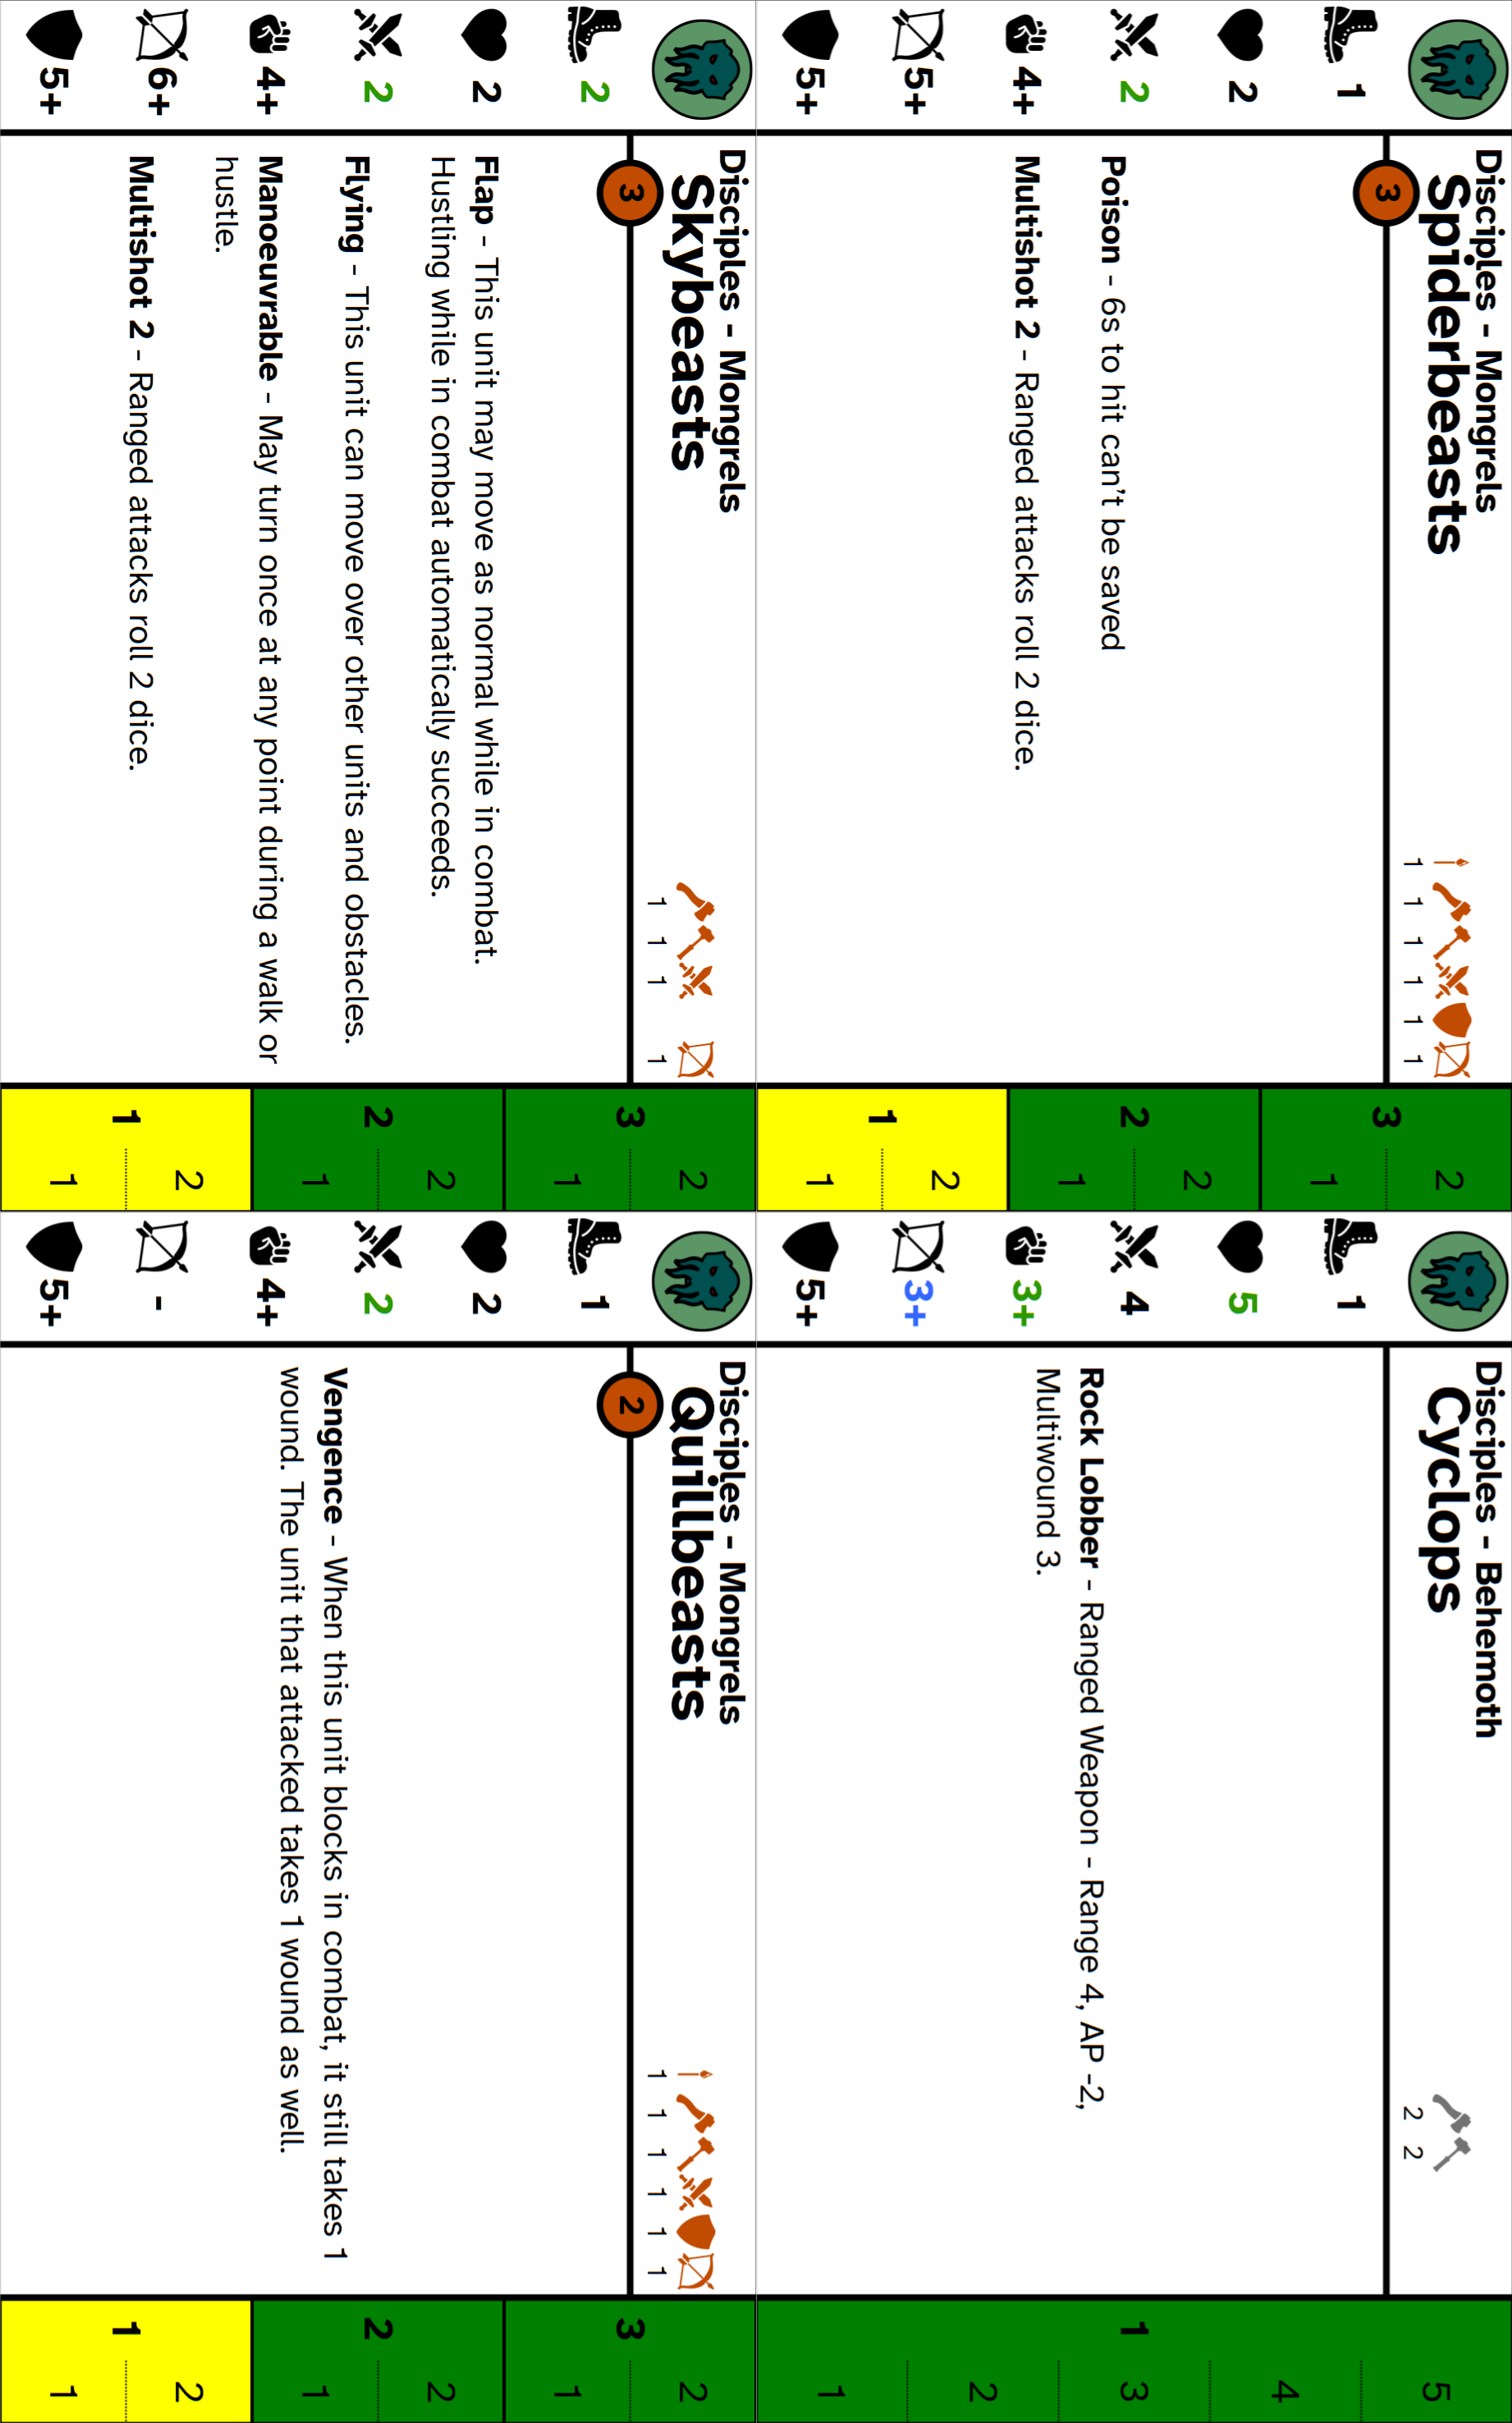 Disciples - Mongrels
Spiderbeasts
1 1 1 1 1 1
3
Poison - 6s to hit can't be saved
Multishot 2 - Ranged attacks roll 2 dice.
1
2
2
4+
5+
5+
2
3
1
2
2
1
2
1
1
Disciples - Behemoth
Cyclops
2 2
Rock Lobber - Ranged Weapon - Range 4, AP -2,
Multiwound 3.
1
5
4
3+
3+
5+
5
4
1 3
2
1
Disciples - Mongrels
Skybeasts
1 1 1 1
3
Flap - This unit may move as normal while in combat.
Hustling while in combat automatically succeeds.
Flying - This unit can move over other units and obstacles.
Manoeuvrable - May turn once at any point during a walk or
hustle.
Multishot 2 - Ranged attacks roll 2 dice.
2
2
2
4+
6+
5+
2
3
1
2
2
1
2
1
1
Disciples - Mongrels
Quillbeasts
1 1 1 1 1 1
2
Vengence - When this unit blocks in combat, it still takes 1
wound. The unit that attacked takes 1 wound as well.
1
2
2
4+
-
5+
2
3
1
2
2
1
2
1
1